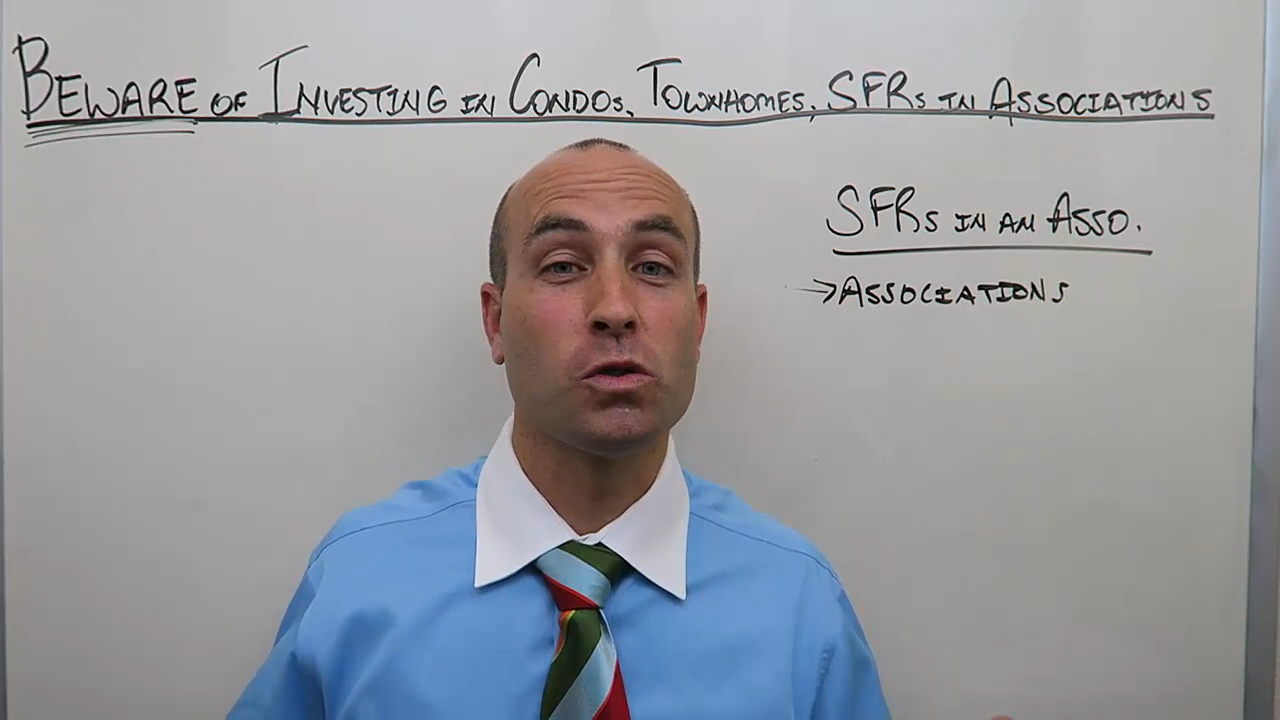 BEWARE OF INVESTING IN CONDOS, TOWNHOMES, SFRS IN ASSOCIATIONS
SFRS IN AN ASSO.
→ASSOCIATIONS